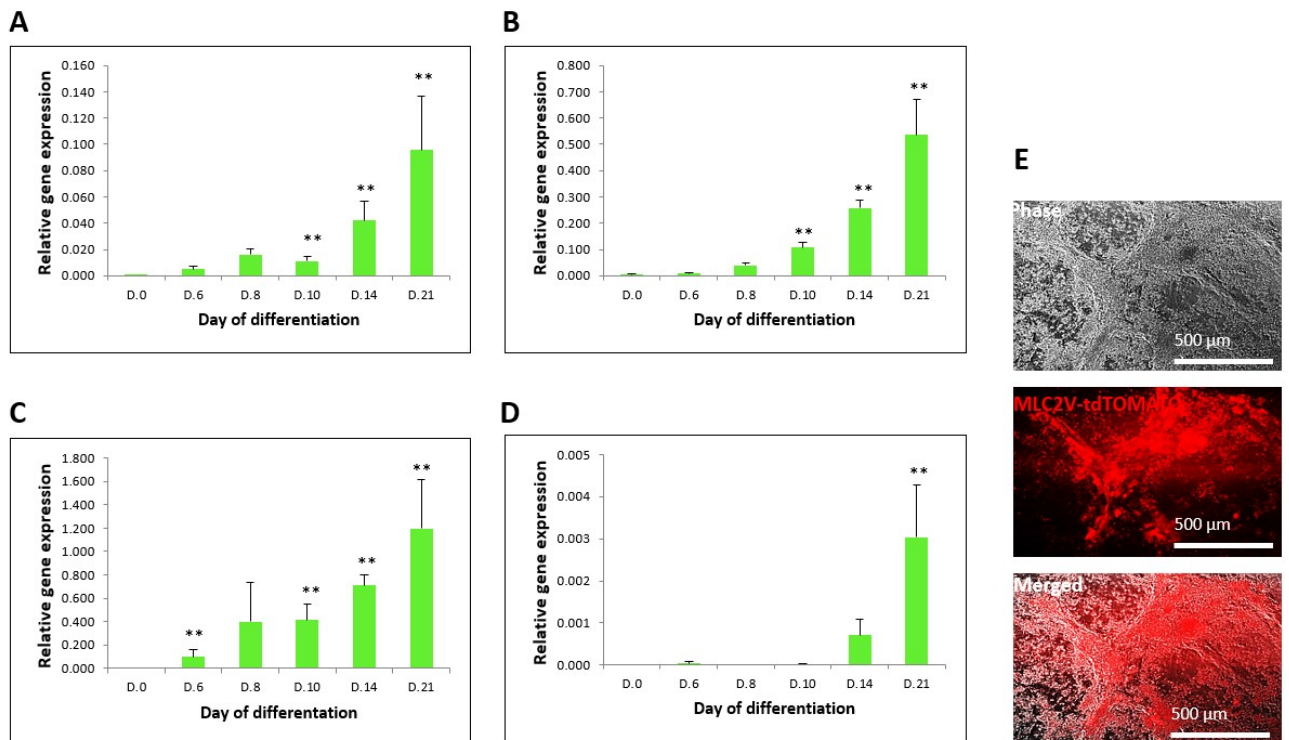 A
Relative gene expression
0.160
0.140
0.120
0.100
0.080
0.060
0.040
0.020
0.000
**
**
**
D.0 D.6 D.8 D.10 D.14 D.21
Day of differentiation
B
Relative gene expression
0.800
0.700
0.600
0.500
0.400
0.300
0.200
0.100
0.000
**
**
**
D.0 D.6 D.8 D.10 D.14 D.21
Day of differentiation
C
Relative gene expression
1.800
1.600
1.400
1.200
1.000
0.800
0.600
0.400
0.200
0.000
**
**
**
**
D.0 D.6 D.8 D.10 D.14 D.21
Day of differentation
D
Relative gene expression
0.005
0.004
0.003
0.002
0.001
0.000
**
D.0 D.6 D.8 D.10 D.14 D.21
Day of differentiation
E
Phase
500 µm
MLC2V-tdTOMATO
500 µm
Merged
500 µm